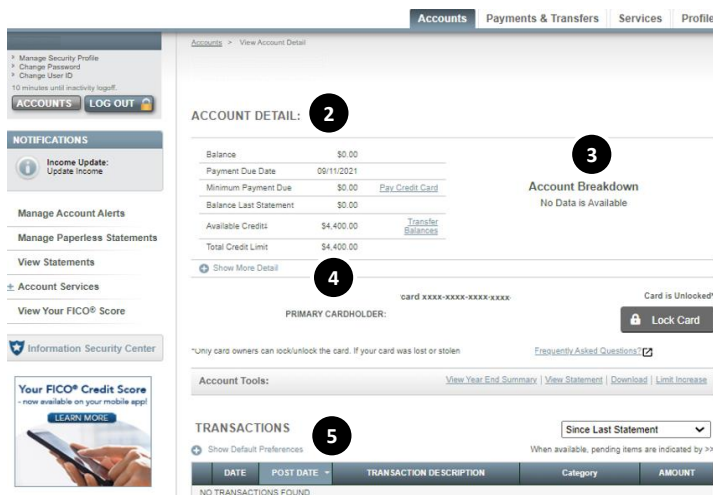 Accounts Payments & Transfers Services Profile
Accounts > View Account Detail
> Manage Security Profile
> Change Password
> Change User ID
10 minutes until inactivity logoff.
ACCOUNTS LOG OUT
NOTIFICATIONS
Income Update:
Update Income
Manage Account Alerts
Manage Paperless Statements
View Statements
+ Account Services
View Your FICO® Score
Information Security Center
Your FICO® Credit Score
- now available on your mobile app!
LEARN MORE
ACCOUNT DETAIL: 2
Balance $0.00
Payment Due Date 09/11/2021
Minimum Payment Due $0.00 Pay Credit Card
Balance Last Statement $0.00
Available Credit‡ $4,400.00 Transfer Balances
Total Credit Limit $4,400.00
Show More Detail
3
Account Breakdown
No Data is Available
4
card xxxx-xxxx-xxxx-xxxx
PRIMARY CARDHOLDER:
Card is Unlocked*
Lock Card
*Only card owners can lock/unlock the card. If your card was lost or stolen
Frequently Asked Questions?
Account Tools: View Year End Summary | View Statement | Download | Limit Increase
TRANSACTIONS 5
Since Last Statement
Show Default Preferences
When available, pending items are indicated by >>
DATE POST DATE TRANSACTION DESCRIPTION Category AMOUNT
NO TRANSACTIONS FOUND